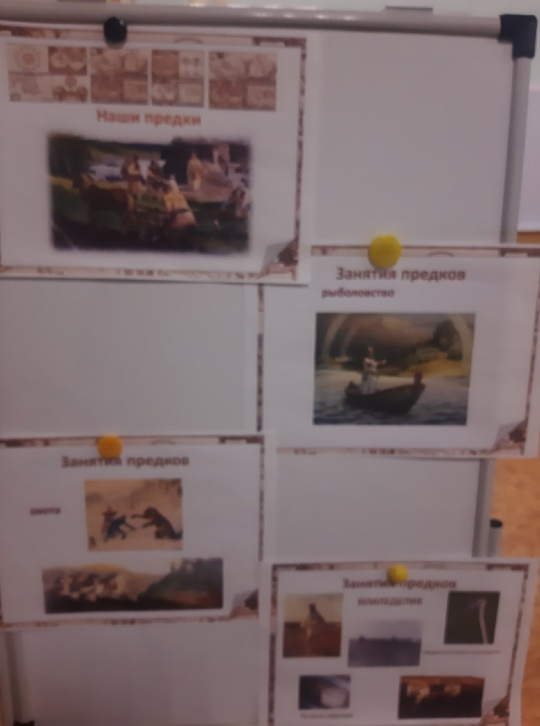 Наши предки
Занятия предков
рыболовство
Занятия предков
охота
Занятия предков
земледелие